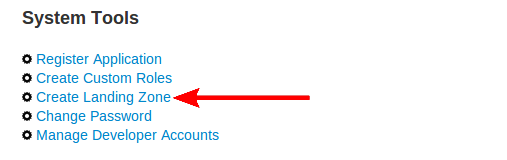 System Tools
Register Application
Create Custom Roles
Create Landing Zone
Change Password
Manage Developer Accounts